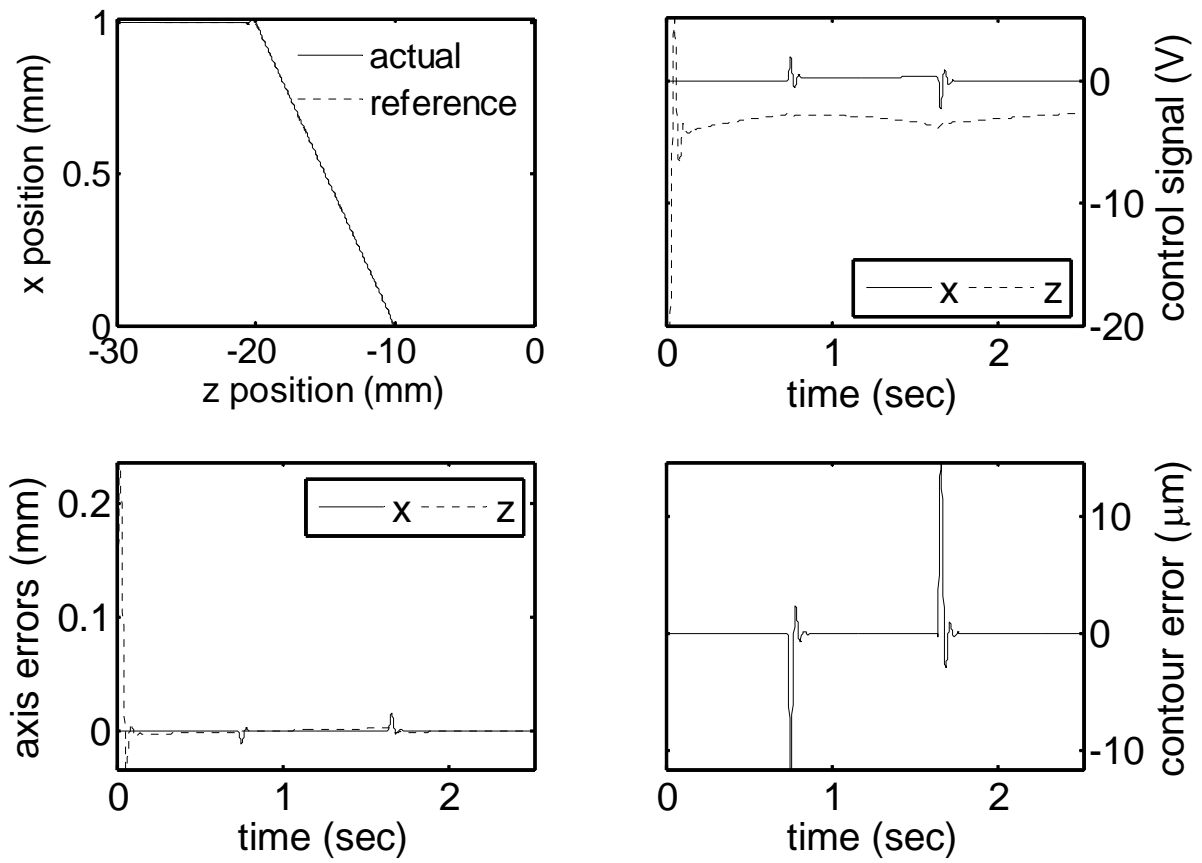 x position (mm)
1
0.5
0
actual
reference
-30 -20 -10 0
z position (mm)
0
-10
-20
control signal (V)
x z
0 1 2
time (sec)
axis errors (mm)
0.2
0.1
0
x z
0 1 2
time (sec)
10
0
-10
contour error (μm)
0 1 2
time (sec)